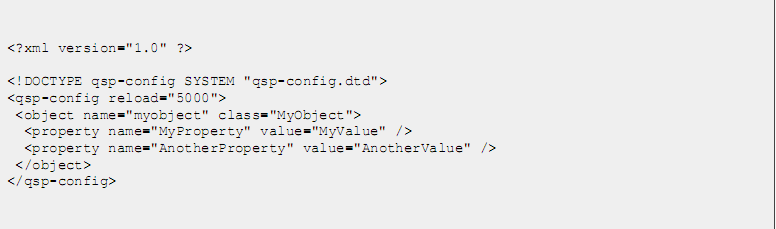 <?xml version="1.0" ?>
<!DOCTYPE qsp-config SYSTEM "qsp-config.dtd">
<qsp-config reload="5000">
<object name="myobject" class="MyObject">
<property name="MyProperty" value="MyValue" />
<property name="AnotherProperty" value="AnotherValue" />
</object>
</qsp-config>